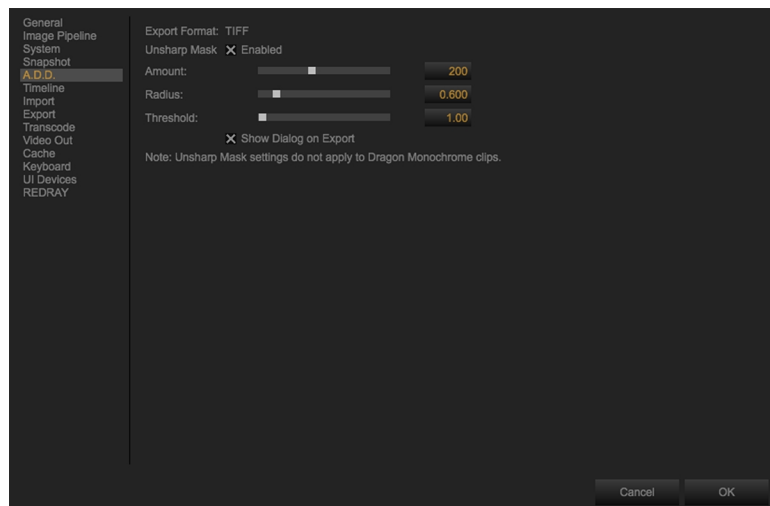 General
Image Pipeline
System
Snapshot
A.D.D.
Timeline
Import
Export
Transcode
Video Out
Cache
Keyboard
UI Devices
REDRAY
Export Format: TIFF
Unsharp Mask Enabled
Amount: 200
Radius: 0.600
Threshold: 1.00
Show Dialog on Export
Note: Unsharp Mask settings do not apply to Dragon Monochrome clips.
Cancel OK